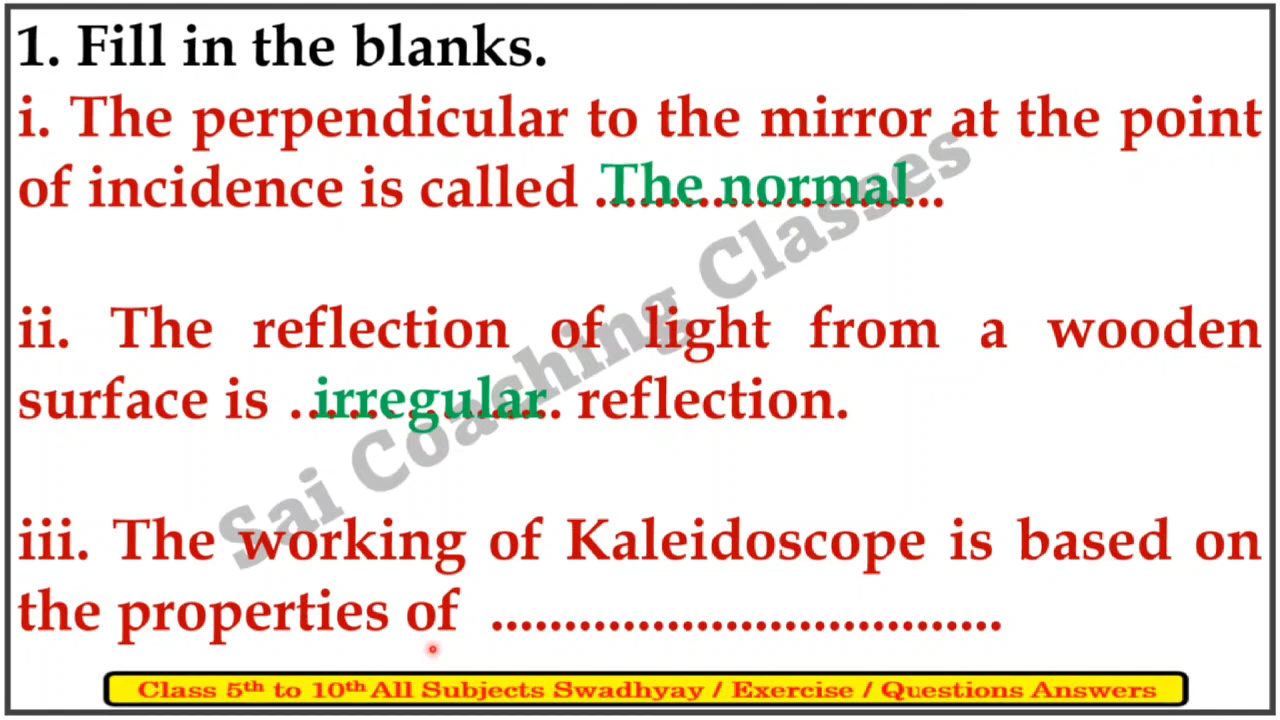 1. Fill in the blanks.
i. The perpendicular to the mirror at the point
of incidence is called .The normal..
ii. The reflection of light from a wooden
surface is ..irregular. reflection.
iii. The working of Kaleidoscope is based on
the properties of ...................................
Sai Coaching Classes
Class 5th to 10th All Subjects Swadhyay / Exercise / Questions Answers